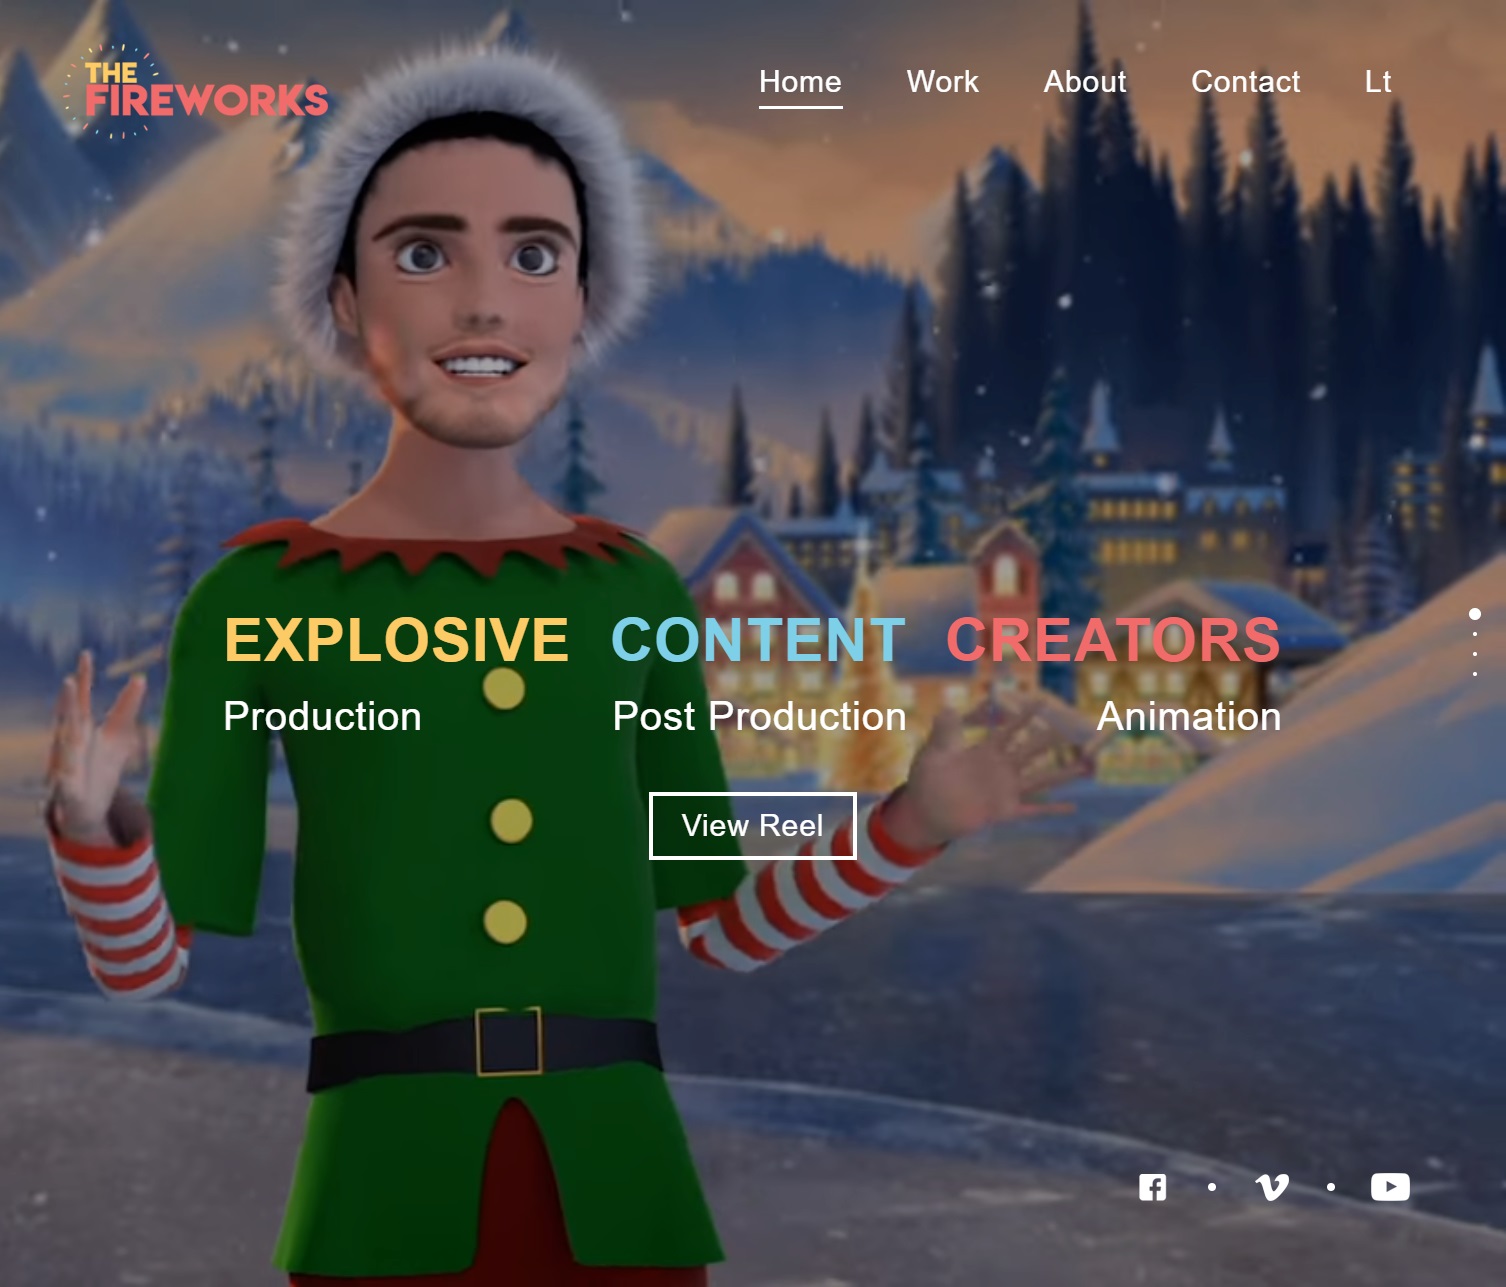 THE
FIREWORKS
Home Work About Contact Lt
EXPLOSIVE CONTENT CREATORS
Production Post Production Animation
View Reel